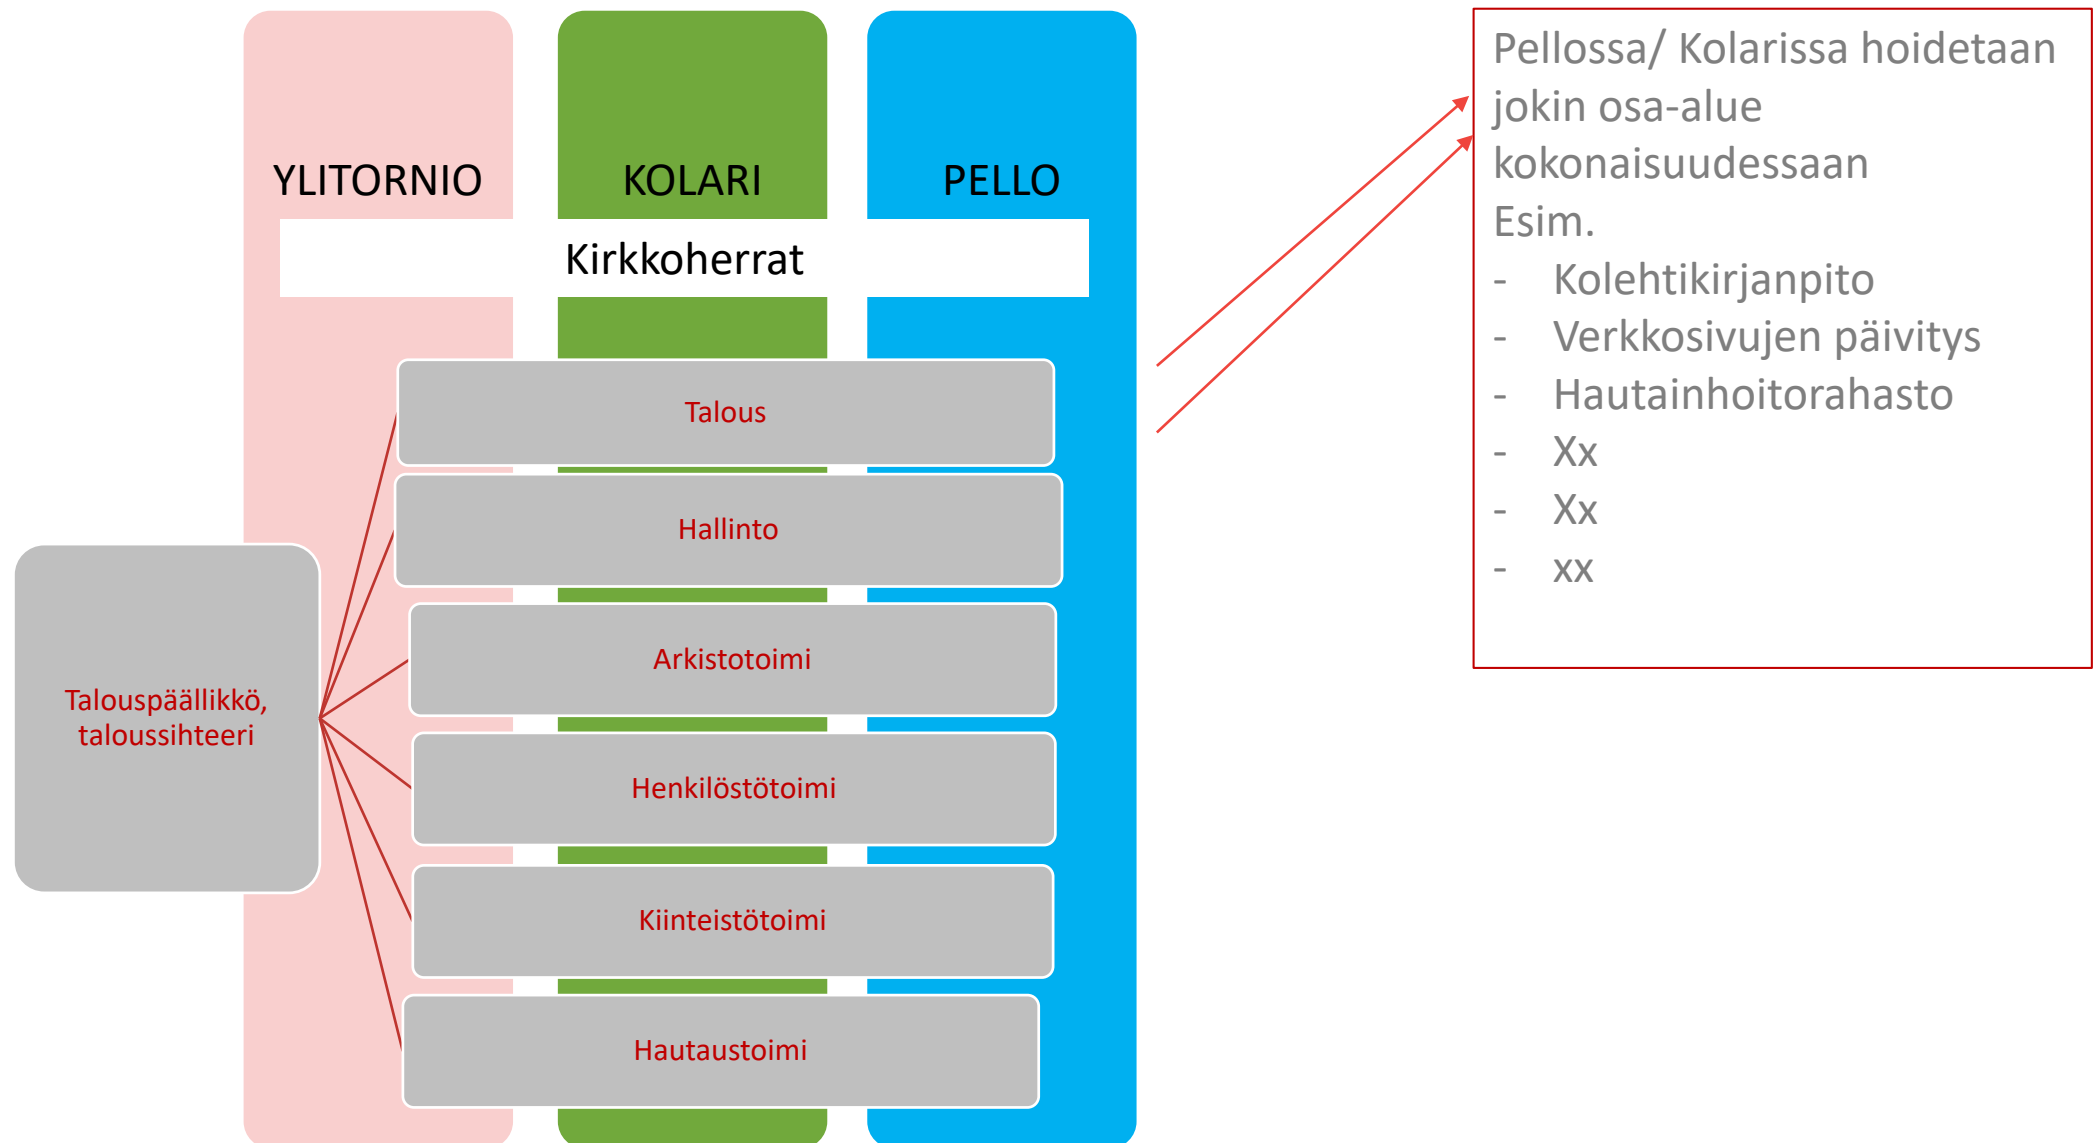 YLITORNIO
KOLARI
PELLO
Kirkkoherrat
Talous
Hallinto
Arkistotoimi
Henkilöstötoimi
Kiinteistötoimi
Hautaustoimi
Talouspäällikkö,
taloussihteeri
Pellossa/ Kolarissa hoidetaan
jokin osa-alue
kokonaisuudessaan
Esim.
- Kolehtikirjanpito
- Verkkosivujen päivitys
- Hautainhoitorahasto
- Xx
- Xx
- xx